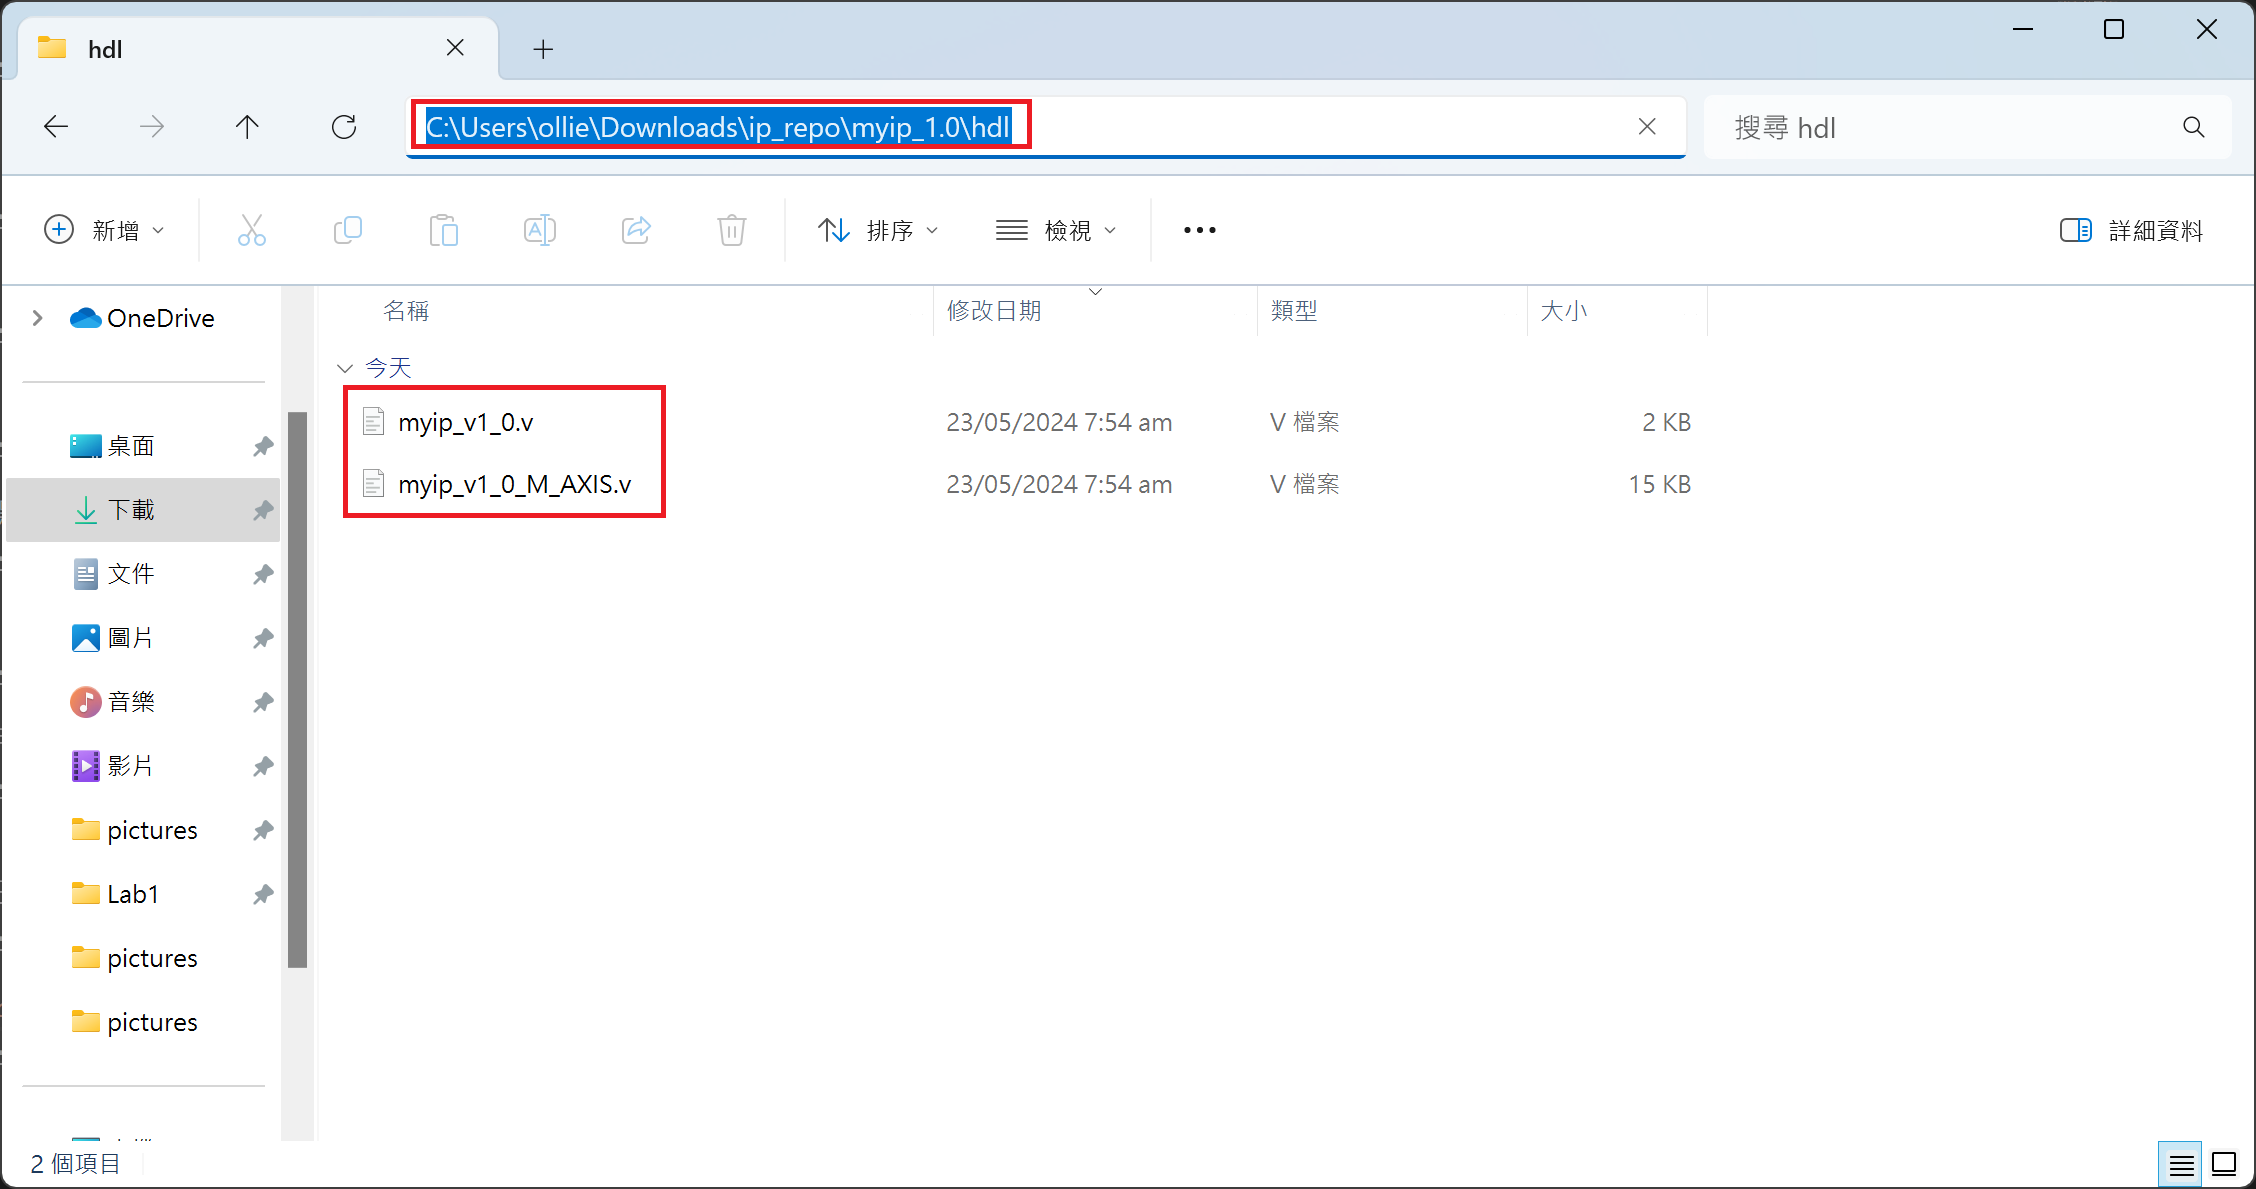 hdl
C:\Users\ollie\Downloads\ip_repo\myip_1.0\hdl
搜尋 hdl
新增
排序
檢視
詳細資料
OneDrive
桌面
下載
文件
圖片
音樂
影片
pictures
Lab1
pictures
pictures
名稱 修改日期 類型 大小
今天
myip_v1_0.v 23/05/2024 7:54 am V 檔案 2 KB
myip_v1_0_M_AXIS.v 23/05/2024 7:54 am V 檔案 15 KB
2 個項目